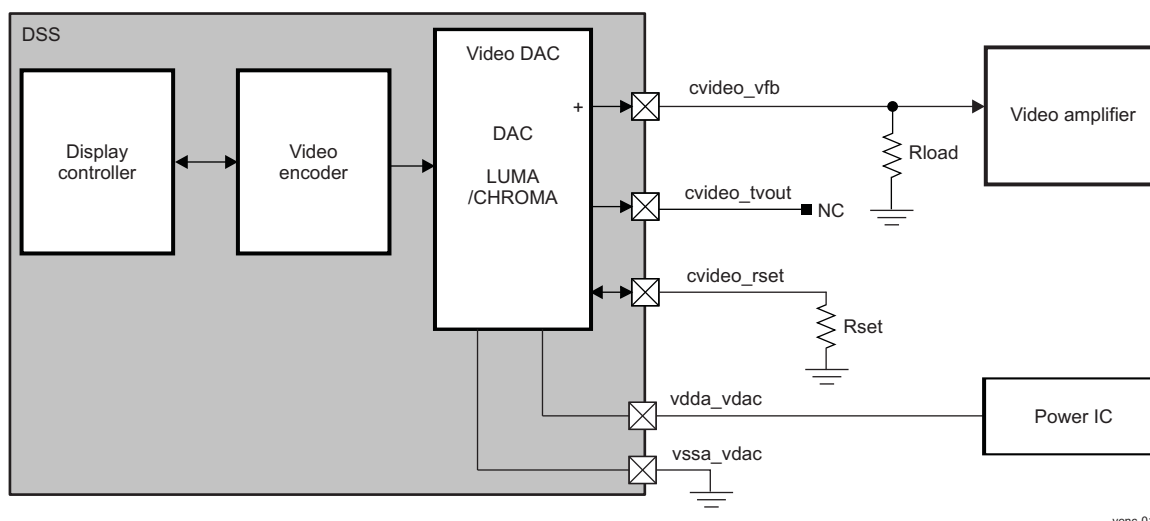 DSS
Display
controller
Video
encoder
Video DAC
+
DAC
LUMA
/CHROMA
cvideo_vfb
Rload
Video amplifier
cvideo_tvout
NC
cvideo_rset
Rset
vdda_vdac
Power IC
vssa_vdac